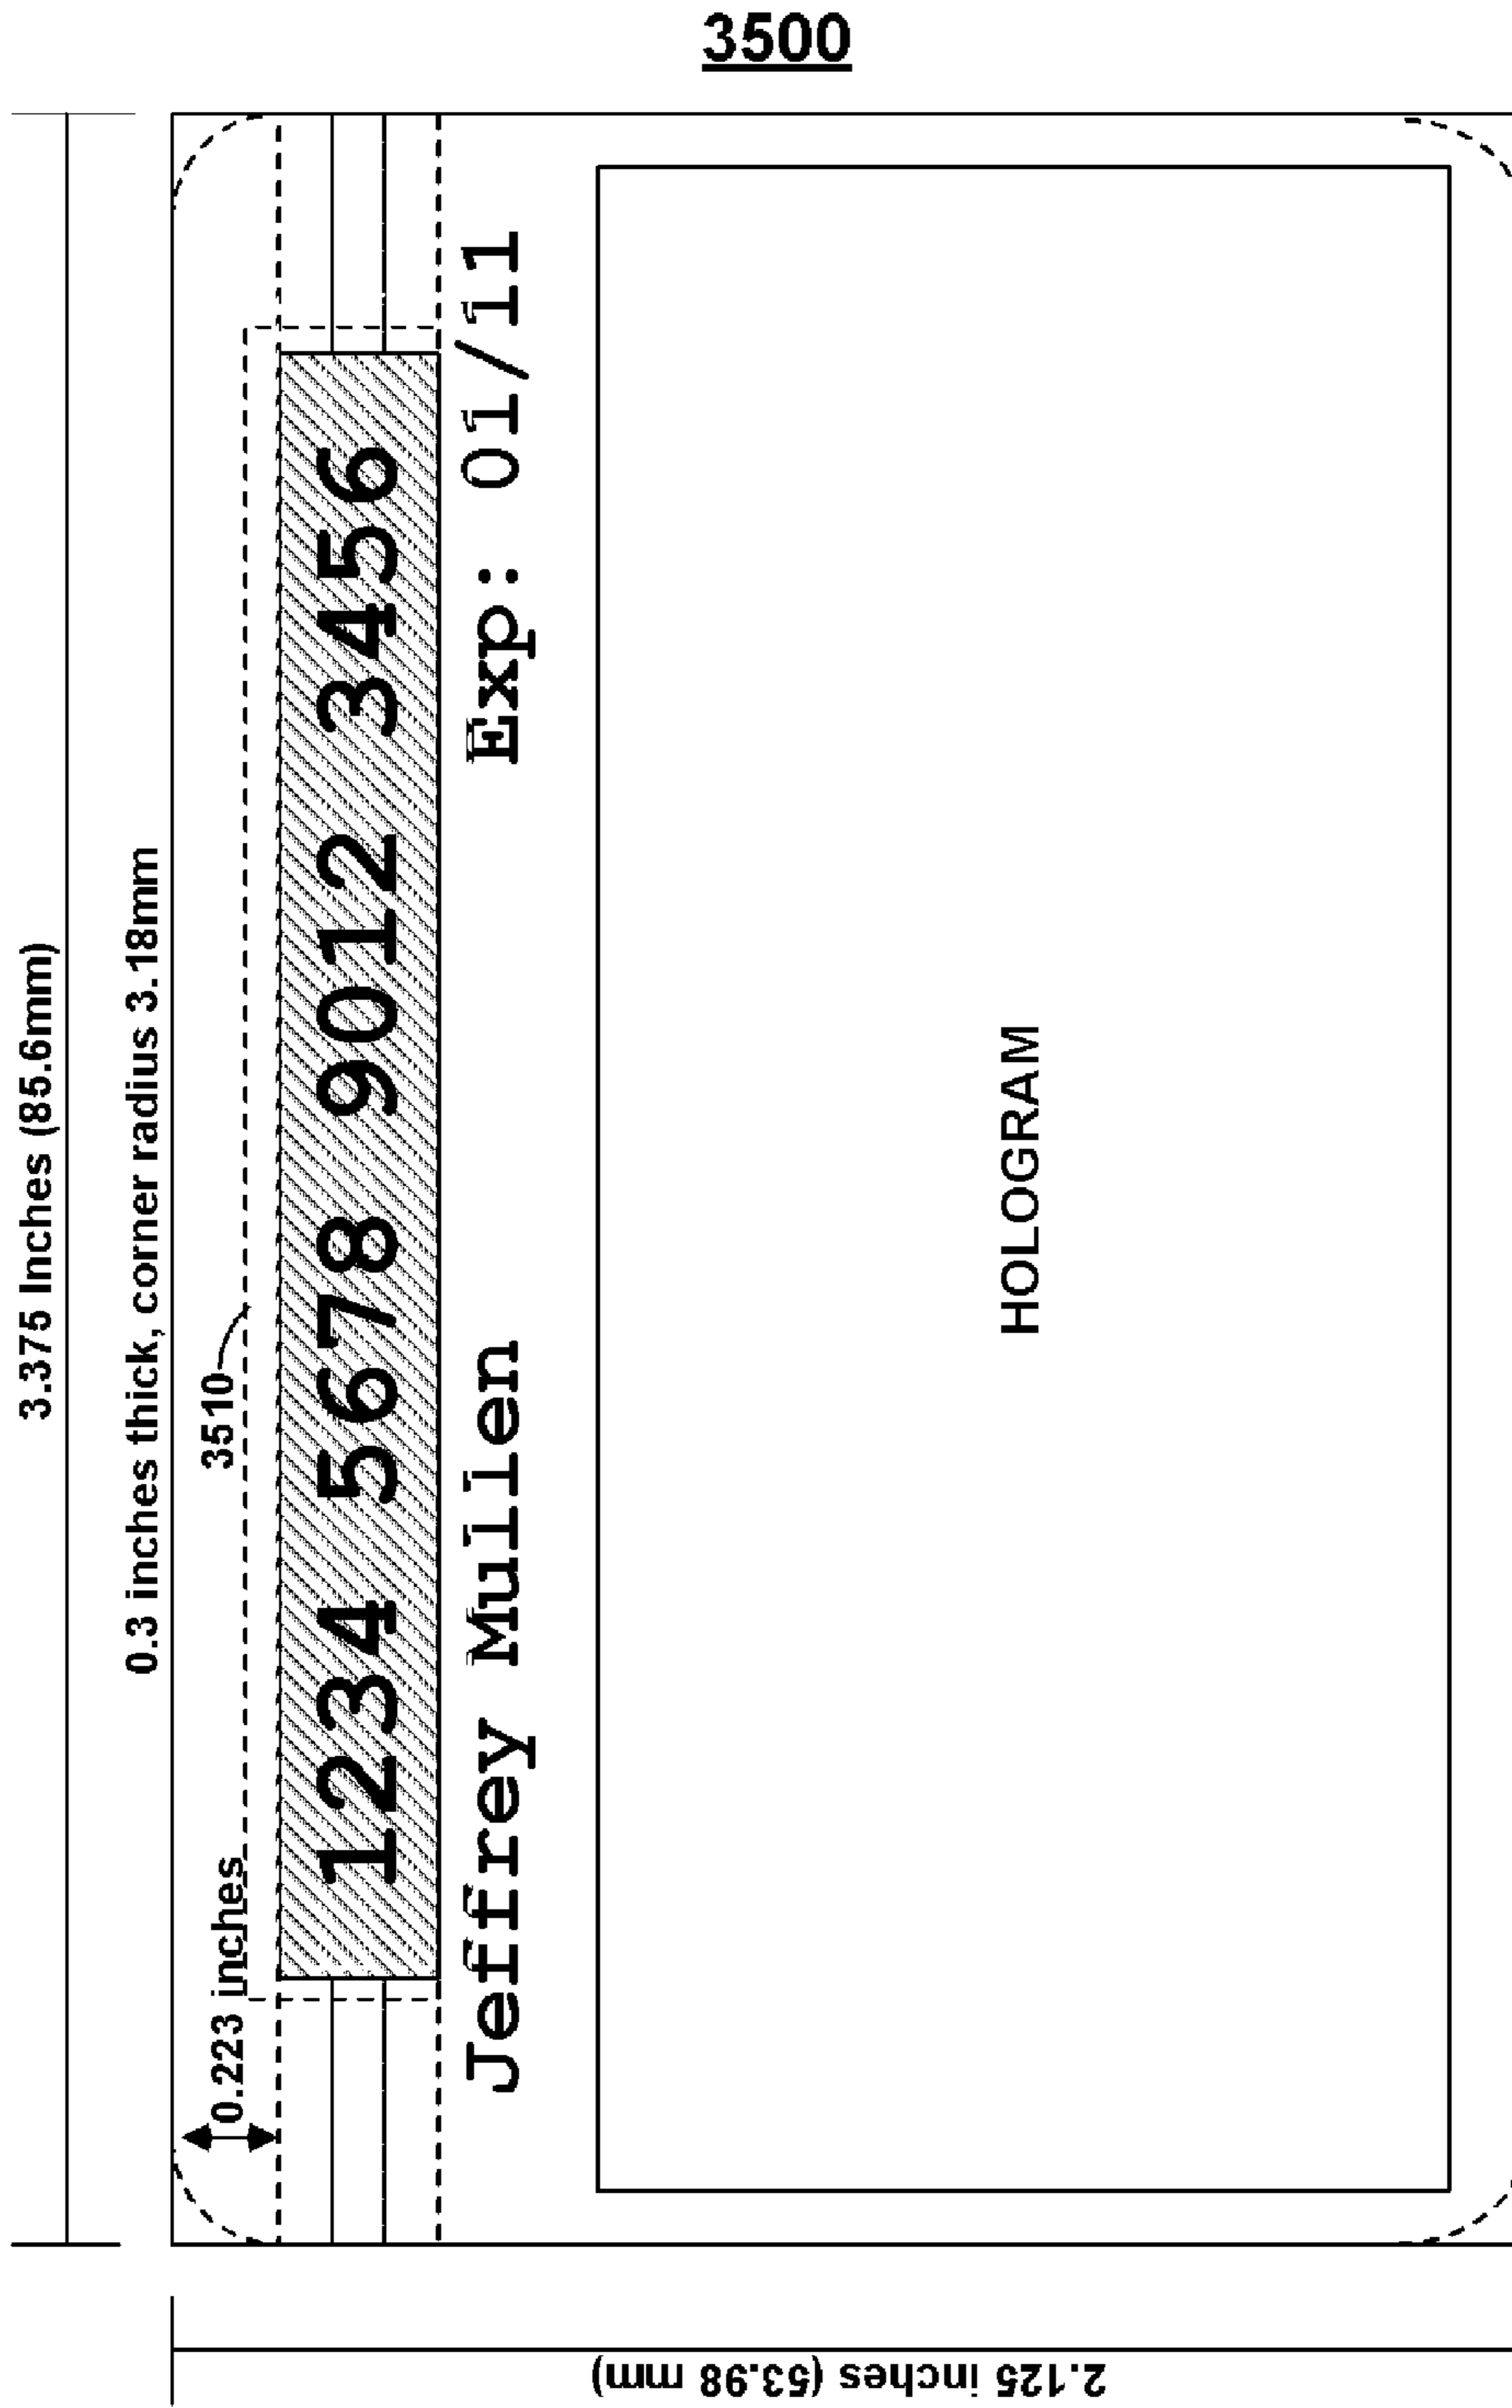 3500
3.375 Inches (85.6mm)
0.3 inches thick, corner radius 3.18mm
3510
0.223 inches
1234 5678 9012 3456
Jeffrey Mullen Exp: 01/11
HOLOGRAM
2.125 inches (53.98 mm)